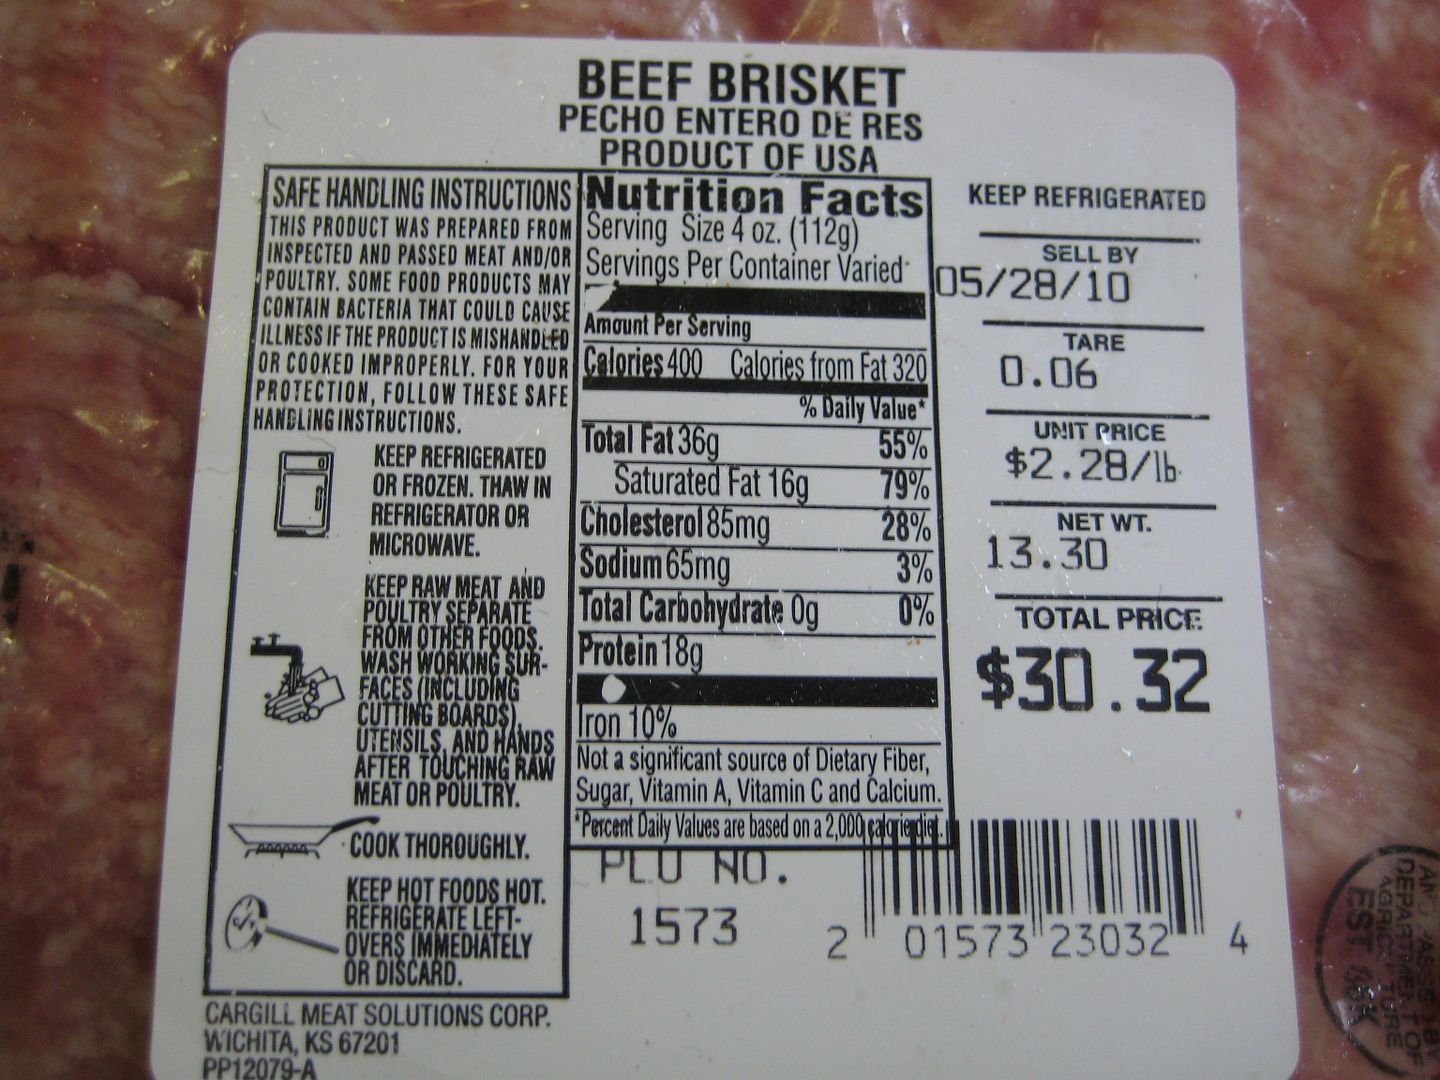 BEEF BRISKET
PECHO ENTERO DE RES
PRODUCT OF USA
SAFE HANDLING INSTRUCTIONS
THIS PRODUCT WAS PREPARED FROM
INSPECTED AND PASSED MEAT AND/OR
POULTRY. SOME FOOD PRODUCTS MAY
CONTAIN BACTERIA THAT COULD CAUSE
ILLNESS IF THE PRODUCT IS MISHANDLED
OR COOKED IMPROPERLY. FOR YOUR
PROTECTION, FOLLOW THESE SAFE
HANDLING INSTRUCTIONS.
KEEP REFRIGERATED
OR FROZEN. THAW IN
REFRIGERATOR OR
MICROWAVE.
KEEP RAW MEAT AND
POULTRY SEPARATE
FROM OTHER FOODS.
WASH WORKING SUR-
FACES (INCLUDING
CUTTING BOARDS),
UTENSILS, AND HANDS
AFTER TOUCHING RAW
MEAT OR POULTRY.
COOK THOROUGHLY.
KEEP HOT FOODS HOT.
REFRIGERATE LEFT-
OVERS IMMEDIATELY
OR DISCARD.
CARGILL MEAT SOLUTIONS CORP.
WICHITA, KS 67201
PP12079-A
Nutrition Facts
Serving Size 4 oz. (112g)
Servings Per Container Varied
Amount Per Serving
Calories 400 Calories from Fat 320
% Daily Value*
Total Fat 36g 55%
Saturated Fat 16g 79%
Cholesterol 85mg 28%
Sodium 65mg 3%
Total Carbohydrate 0g 0%
Protein 18g
Iron 10%
Not a significant source of Dietary Fiber,
Sugar, Vitamin A, Vitamin C and Calcium.
*Percent Daily Values are based on a 2,000 calorie diet.
PLU NO.
1573
KEEP REFRIGERATED
SELL BY
05/28/10
TARE
0.06
UNIT PRICE
$2.28/lb
NET WT.
13.30
TOTAL PRICE
$30.32
2 01573 23032 4
DEPARTMENT OF
AGRICULTURE
EST